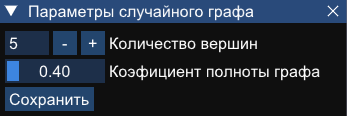 Параметры случайного графа
5 - + Количество вершин
0.40 Коэфициент полноты графа
Сохранить